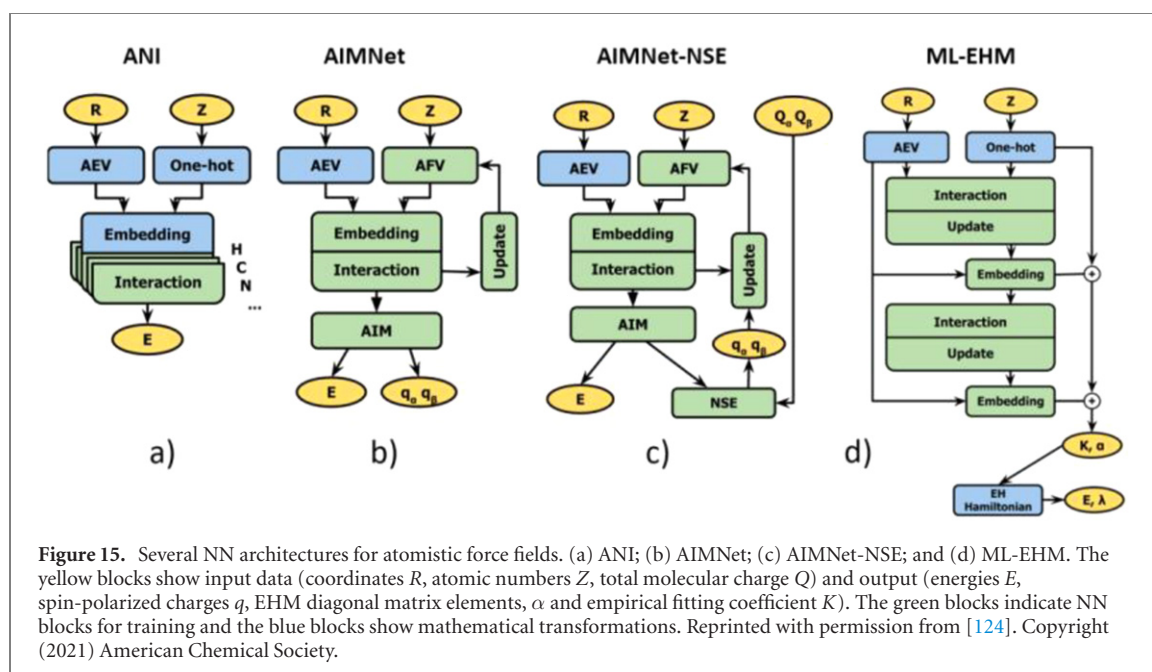 ANI
AIMNet
AIMNet-NSE
ML-EHM
R
Z
AEV
One-hot
Embedding
Interaction
H
C
N
...
E
a)
R
Z
AEV
AFV
Embedding
Interaction
Update
AIM
E
qα qβ
b)
R
Z
Qα Qβ
AEV
AFV
Embedding
Interaction
Update
AIM
qα qβ
E
NSE
c)
R
Z
AEV
One-hot
Interaction
Update
Embedding
+
Interaction
Update
Embedding
+
K, α
EH
Hamiltonian
E, λ
d)
Figure 15. Several NN architectures for atomistic force fields. (a) ANI; (b) AIMNet; (c) AIMNet-NSE; and (d) ML-EHM. The
yellow blocks show input data (coordinates R, atomic numbers Z, total molecular charge Q) and output (energies E,
spin-polarized charges q, EHM diagonal matrix elements, α and empirical fitting coefficient K). The green blocks indicate NN
blocks for training and the blue blocks show mathematical transformations. Reprinted with permission from [124]. Copyright
(2021) American Chemical Society.